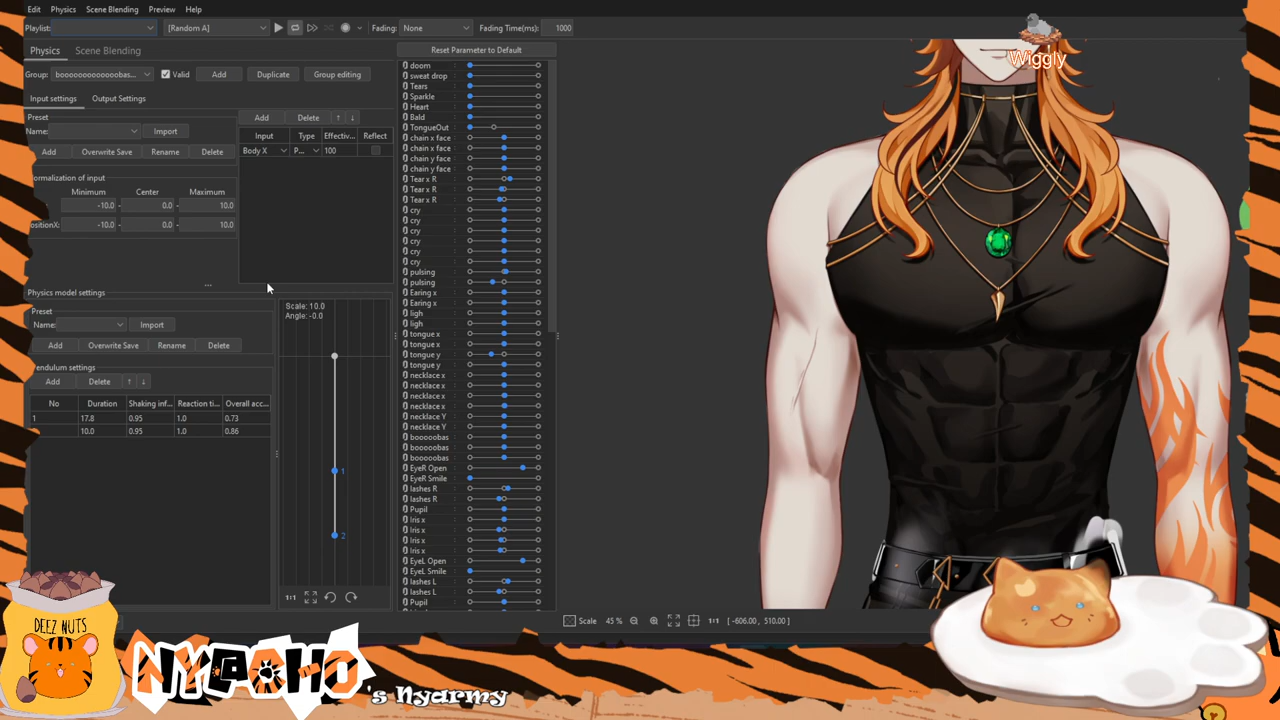 Edit Physics Scene Blending Preview Help
Playlist: [Random A] Fading: None Fading Time(ms): 1000
Physics Scene Blending
Group: booooooooooooobas... Valid Add Duplicate Group editing
Input settings Output Settings
Preset
Name: Import
Add Overwrite Save Rename Delete
ormalization of input
Minimum Center Maximum
-10.0 - 0.0 - 10.0
ositionX: -10.0 - 0.0 - 10.0
Add Delete
Input Type Effectiv... Reflect
Body X P... 100
Physics model settings
Preset
Name: Import
Add Overwrite Save Rename Delete
endulum settings
Add Delete
No Duration Shaking inf... Reaction ti... Overall acc...
1 17.8 0.95 1.0 0.73
10.0 0.95 1.0 0.86
Scale: 10.0
Angle: -0.0
1
2
1:1
Reset Parameter to Default
doom
sweat drop
Tears
Sparkle
Heart
Bald
TongueOut
chain x face
chain x face
chain y face
chain y face
Tear x R
Tear x R
Tear x R
cry
cry
cry
cry
cry
cry
pulsing
pulsing
Earing x
Earing x
ligh
ligh
tongue x
tongue x
tongue y
tongue y
necklace x
necklace x
necklace x
necklace x
necklace Y
necklace Y
booooobas
booooobas
booooobas
EyeR Open
EyeR Smile
lashes R
lashes R
Pupil
Iris x
Iris x
Iris x
Iris x
EyeL Open
EyeL Smile
lashes L
lashes L
Pupil
Scale 45 % 1:1 [ -606.00, 510.00 ]
Wiggly
DEEZ NUTS
NYACHO
's Nyarmy